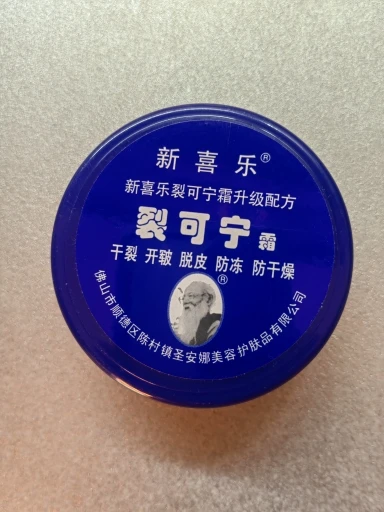 新喜乐®
新喜乐裂可宁霜升级配方
裂可宁霜
干裂 开皲 脱皮 防冻 防干燥
®
佛山市顺德区陈村镇圣安娜美容护肤品有限公司